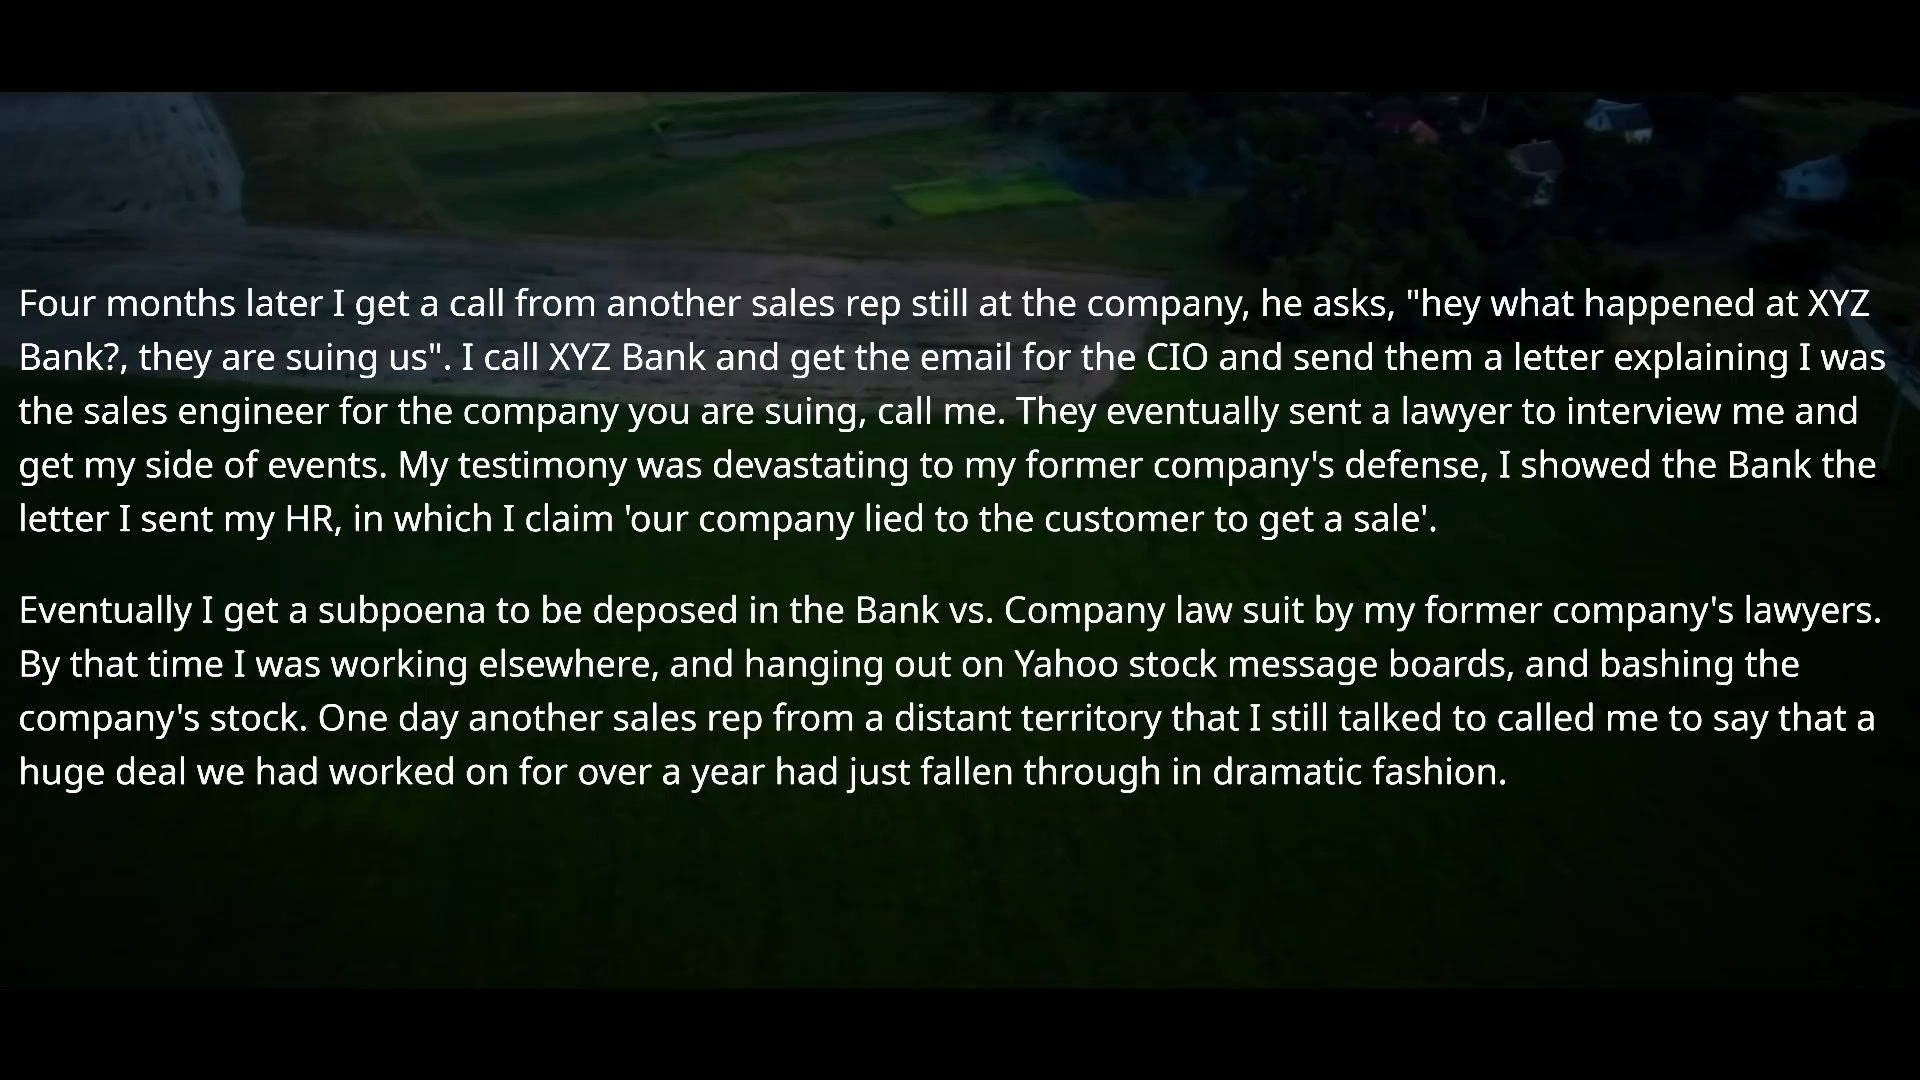 Four months later I get a call from another sales rep still at the company, he asks, "hey what happened at XYZ
Bank?, they are suing us". I call XYZ Bank and get the email for the CIO and send them a letter explaining I was
the sales engineer for the company you are suing, call me. They eventually sent a lawyer to interview me and
get my side of events. My testimony was devastating to my former company's defense, I showed the Bank the
letter I sent my HR, in which I claim 'our company lied to the customer to get a sale'.
Eventually I get a subpoena to be deposed in the Bank vs. Company law suit by my former company's lawyers.
By that time I was working elsewhere, and hanging out on Yahoo stock message boards, and bashing the
company's stock. One day another sales rep from a distant territory that I still talked to called me to say that a
huge deal we had worked on for over a year had just fallen through in dramatic fashion.